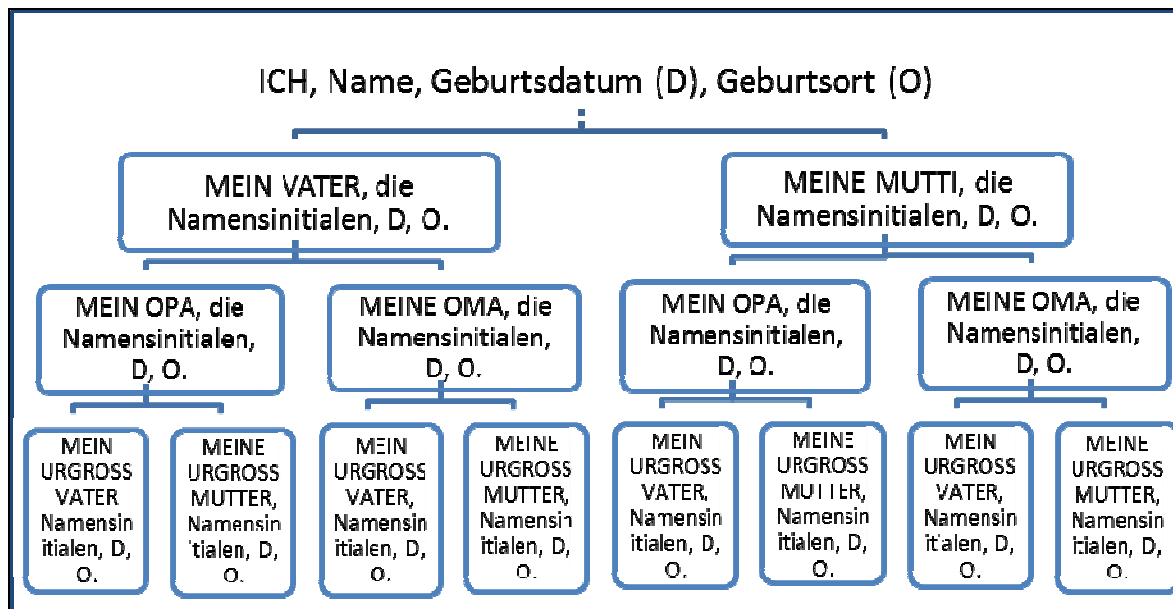 ICH, Name, Geburtsdatum (D), Geburtsort (O)
:
MEIN VATER, die
Namensinitialen, D, O.
MEINE MUTTI, die
Namensinitialen, D, O.
MEIN OPA, die
Namensinitialen,
D, O.
MEINE OMA, die
Namensinitialen,
D, O.
MEIN OPA, die
Namensinitialen,
D, O.
MEINE OMA, die
Namensinitialen,
D, O.
MEIN
URGROSS
VATER
Namensin
itialen, D,
O.
MEINE
URGROSS
MUTTER,
Namensin
itialen, D,
O.
MEIN
URGROSS
VATER,
Namensin
itialen, D,
O.
MEINE
URGROSS
MUTTER,
Namensin
itialen, D,
O.
MEIN
URGROSS
VATER,
Namensin
itialen, D,
O.
MEINE
URGROSS
MUTTER,
Namensin
itialen, D,
O.
MEIN
URGROSS
VATER,
Namensin
itialen, D,
O.
MEINE
URGROSS
MUTTER,
Namensin
itialen, D,
O.